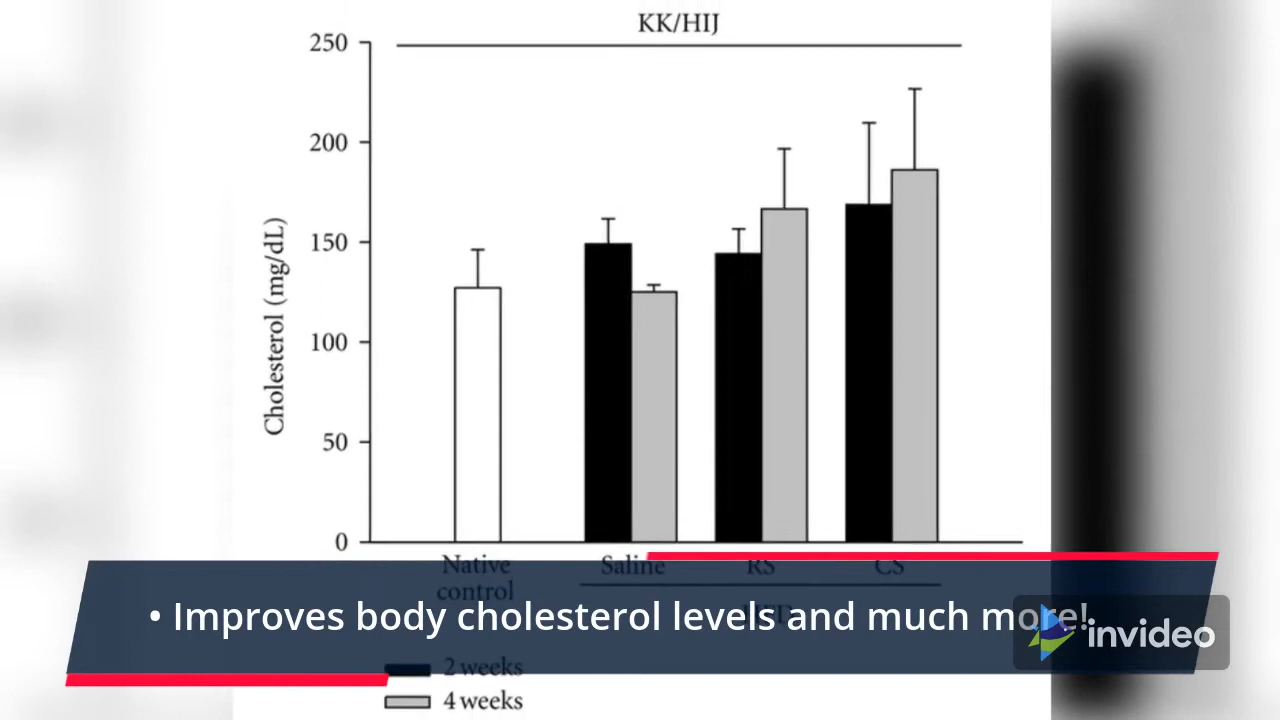 KK/HIJ
250
200
150
100
50
0
Cholesterol (mg/dL)
Native control
Saline
RS
CS
• Improves body cholesterol levels and much more!
invideo
2 weeks
4 weeks